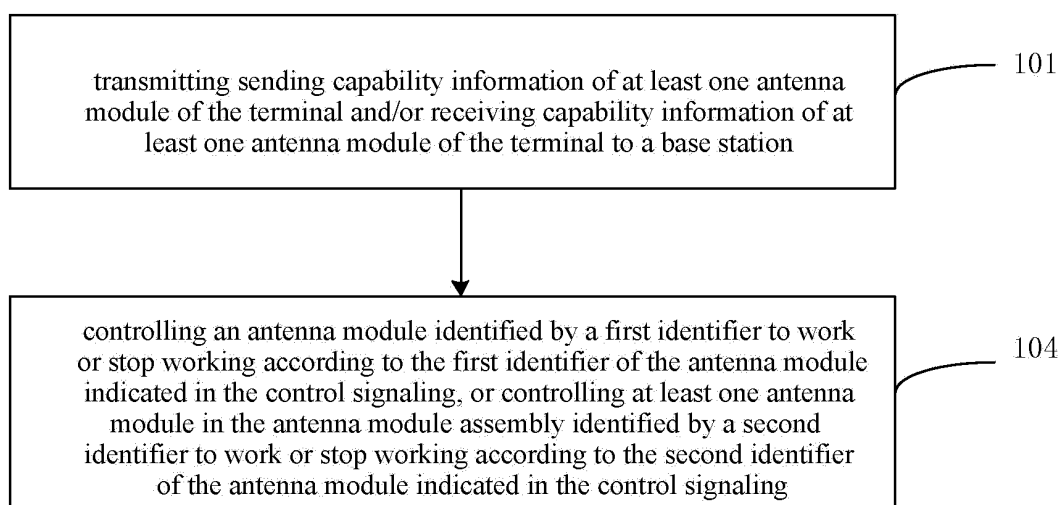 transmitting sending capability information of at least one antenna
module of the terminal and/or receiving capability information of at
least one antenna module of the terminal to a base station
101
controlling an antenna module identified by a first identifier to work
or stop working according to the first identifier of the antenna module
indicated in the control signaling, or controlling at least one antenna
module in the antenna module assembly identified by a second
identifier to work or stop working according to the second identifier
of the antenna module indicated in the control signaling
104